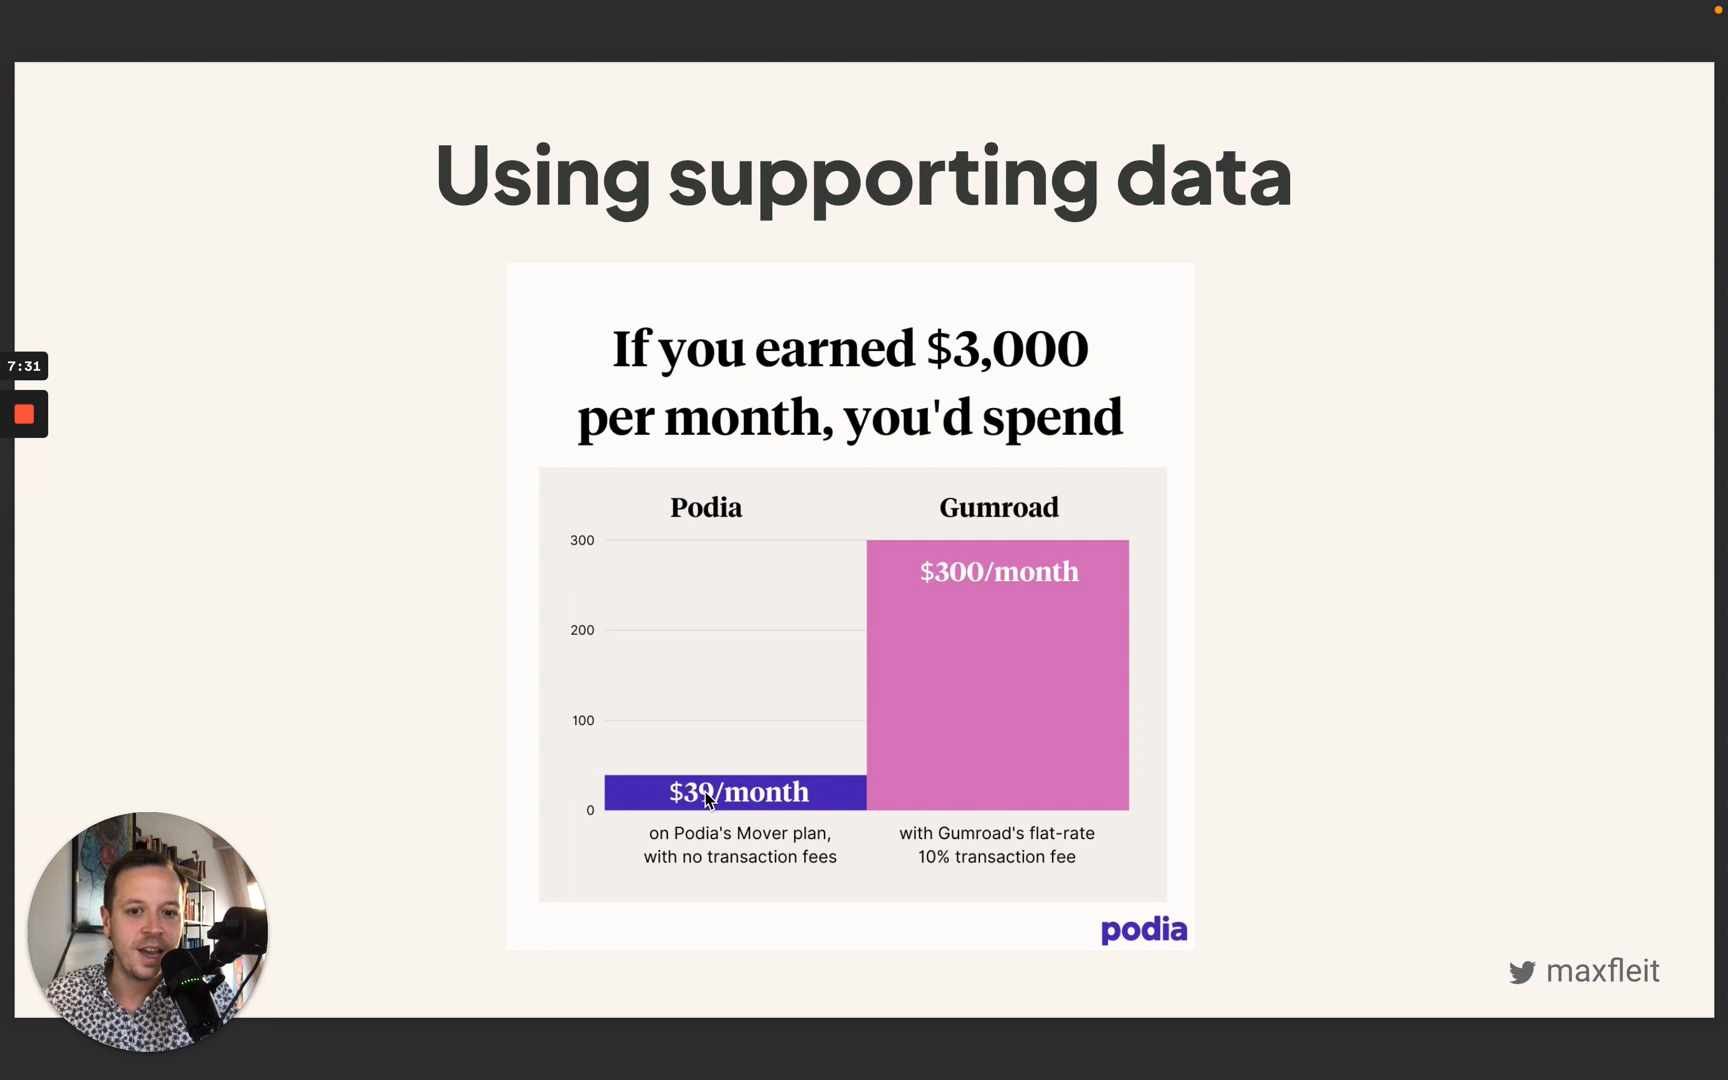 Using supporting data
If you earned $3,000
per month, you'd spend
Podia
Gumroad
300
$300/month
200
100
$39/month
0
on Podia's Mover plan,
with no transaction fees
with Gumroad's flat-rate
10% transaction fee
podia
maxfleit
7:31